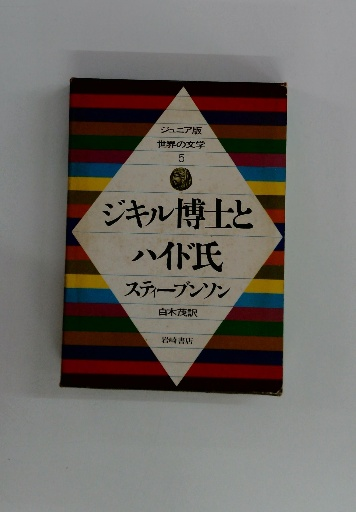 ジュニア版
世界の文学
5
ジキル博士と
ハイド氏
スティーブンソン
白木茂訳
岩崎書店